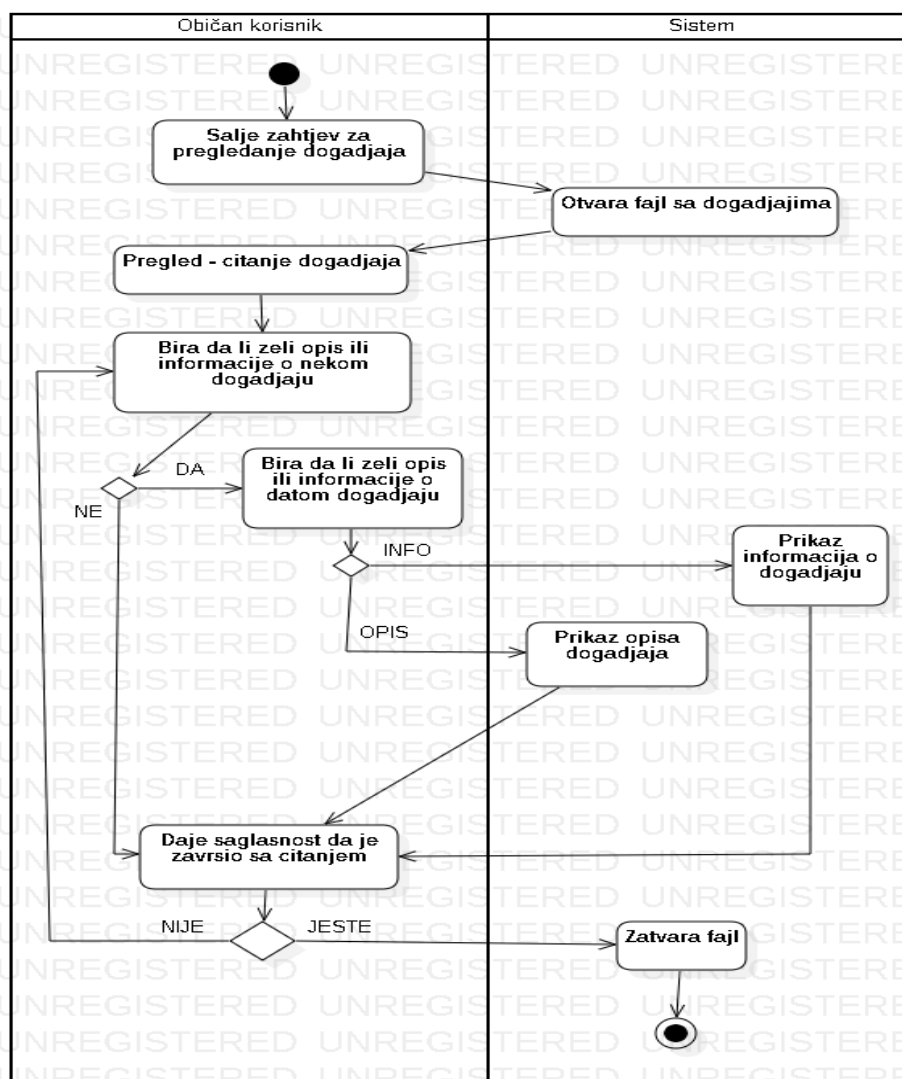 Običan korisnik
Sistem
Salje zahtjev za
pregledanje dogadjaja
Otvara fajl sa dogadjajima
Pregled - citanje dogadjaja
Bira da li zeli opis ili
informacije o nekom
dogadjaju
DA
NE
Bira da li zeli opis
ili informacije o
datom dogadjaju
INFO
Prikaz
informacija o
dogadjaju
OPIS
Prikaz opisa
dogadjaja
Daje saglasnost da je
zavrsio sa citanjem
NIJE
JESTE
Zatvara fajl
UNREGISTERED